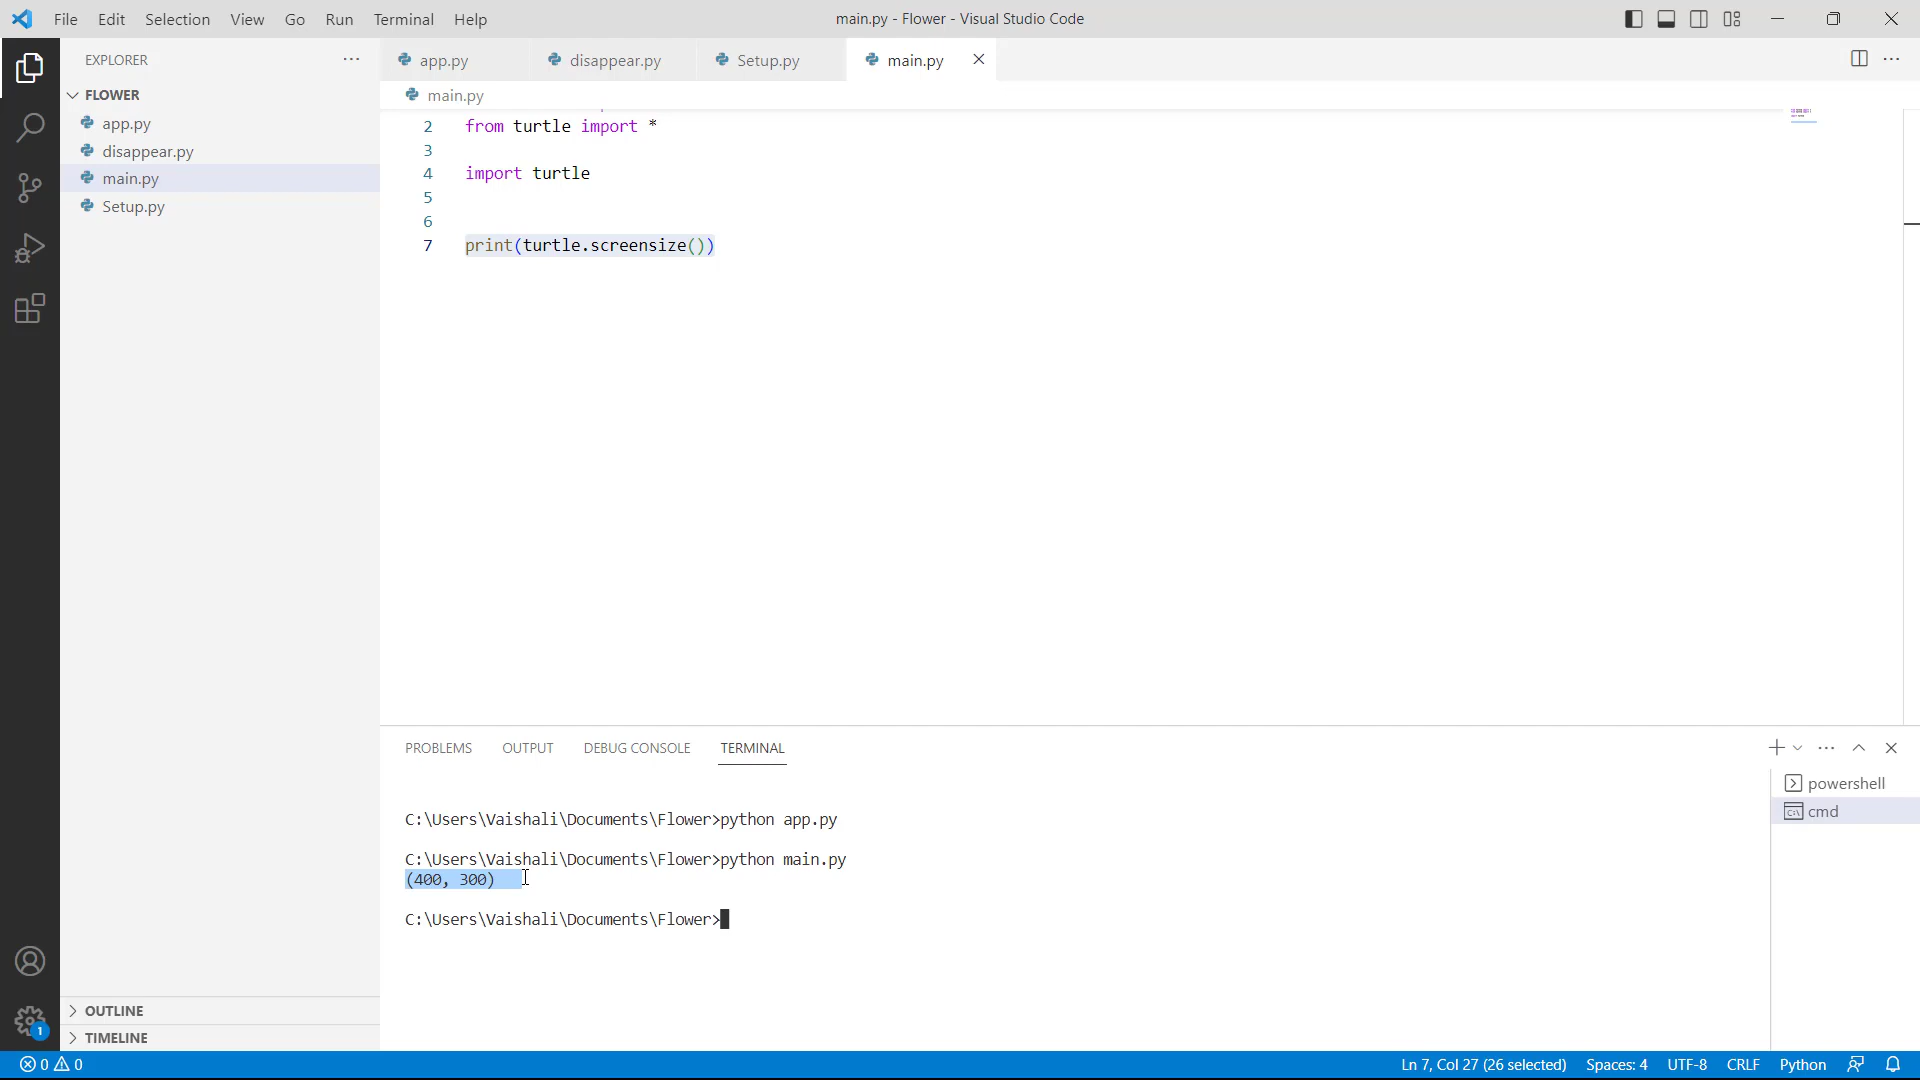 File Edit Selection View Go Run Terminal Help
main.py - Flower - Visual Studio Code
EXPLORER
app.py
disappear.py
Setup.py
main.py
FLOWER
main.py
app.py
disappear.py
main.py
Setup.py
2 from turtle import *
3
4 import turtle
5
6
7 print(turtle.screensize())
PROBLEMS OUTPUT DEBUG CONSOLE TERMINAL
powershell
cmd
C:\Users\Vaishali\Documents\Flower>python app.py
C:\Users\Vaishali\Documents\Flower>python main.py
(400, 300)
C:\Users\Vaishali\Documents\Flower>
OUTLINE
TIMELINE
1
0 0
Ln 7, Col 27 (26 selected) Spaces: 4 UTF-8 CRLF Python